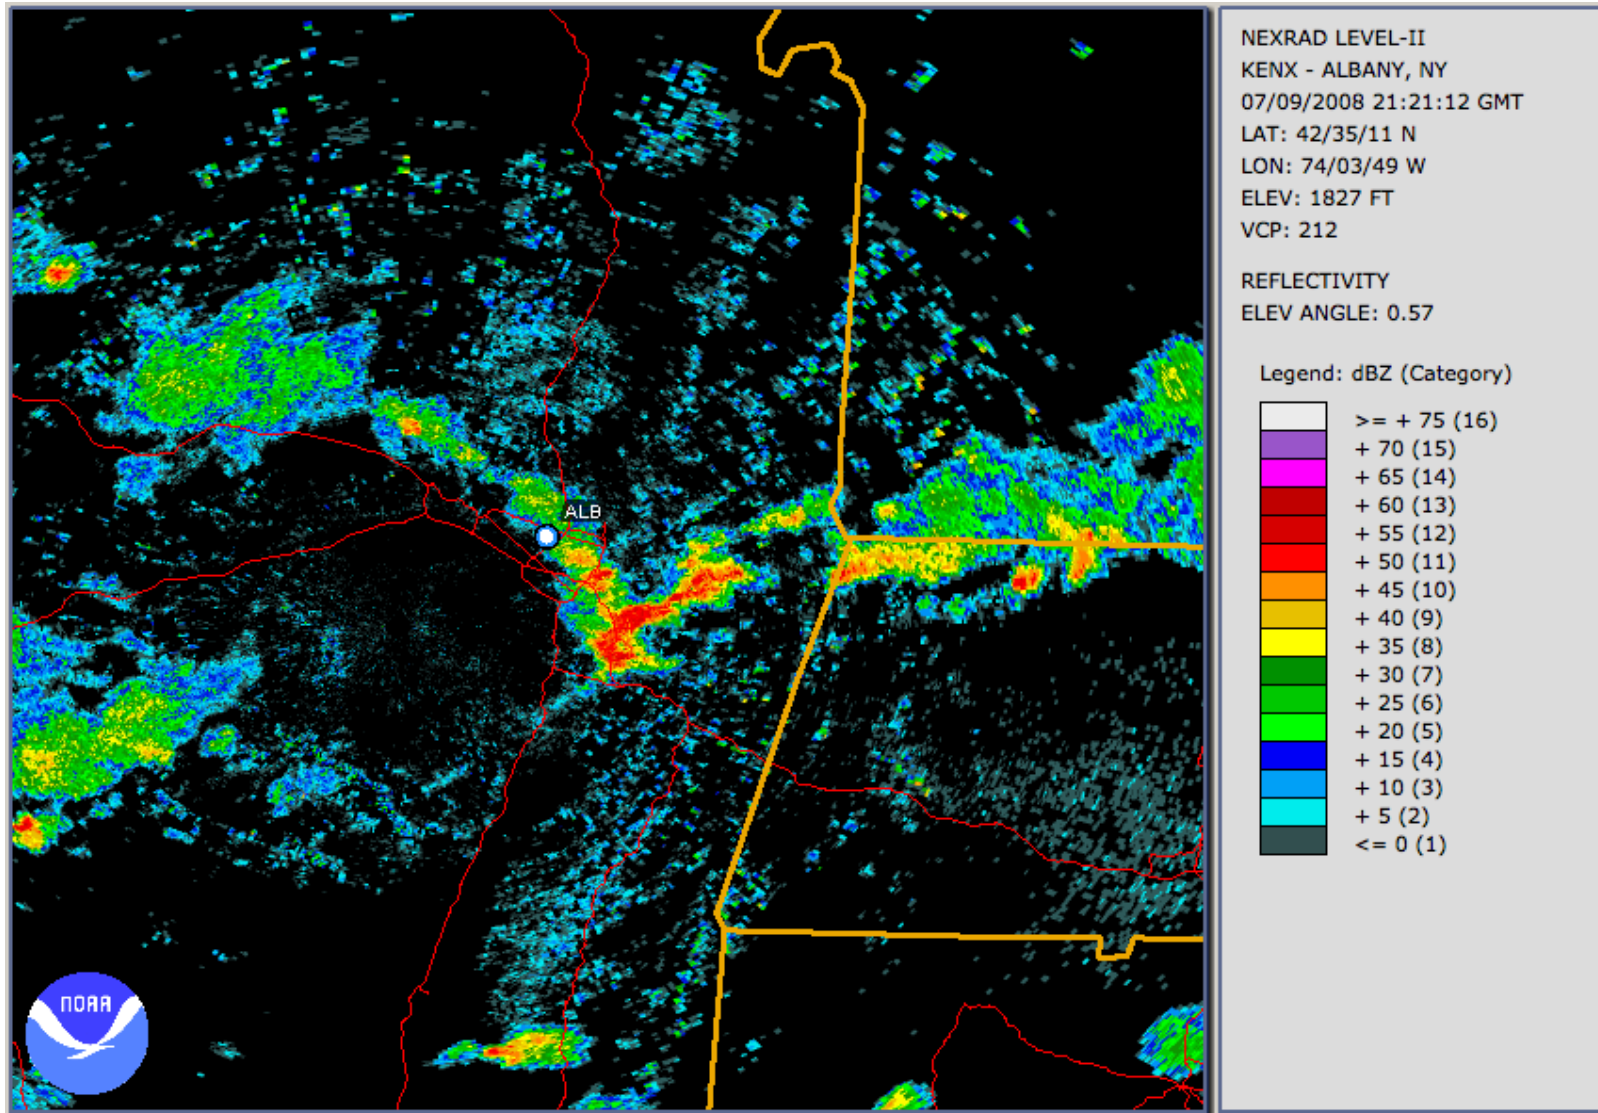 NEXRAD LEVEL-II
KENX - ALBANY, NY
07/09/2008 21:21:12 GMT
LAT: 42/35/11 N
LON: 74/03/49 W
ELEV: 1827 FT
VCP: 212
REFLECTIVITY
ELEV ANGLE: 0.57
Legend: dBZ (Category)
>= + 75 (16)
+ 70 (15)
+ 65 (14)
+ 60 (13)
+ 55 (12)
+ 50 (11)
+ 45 (10)
+ 40 (9)
+ 35 (8)
+ 30 (7)
+ 25 (6)
+ 20 (5)
+ 15 (4)
+ 10 (3)
+ 5 (2)
<= 0 (1)
ALB
NOAA